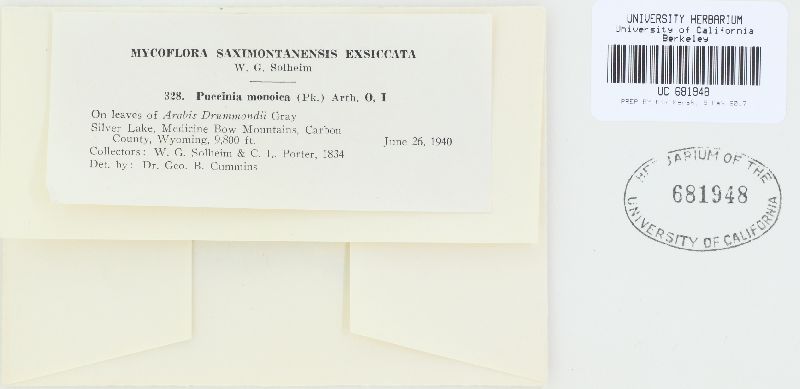 MYCOFLORA SAXIMONTANENSIS EXSICCATA
W. G. Solheim
328. Puccinia monoica (Pk.) Arth. O, I
On leaves of Arabis Drummondii Gray
Silver Lake, Medicine Bow Mountains, Carbon
County, Wyoming, 9,800 ft. June 26, 1940
Collectors: W. G. Solheim & C. L. Porter, 1834
Det. by: Dr. Geo. B. Cummins
UNIVERSITY HERBARIUM
University of California
Berkeley
UC 681948
HERBARIUM OF THE
681948
UNIVERSITY OF CALIFORNIA